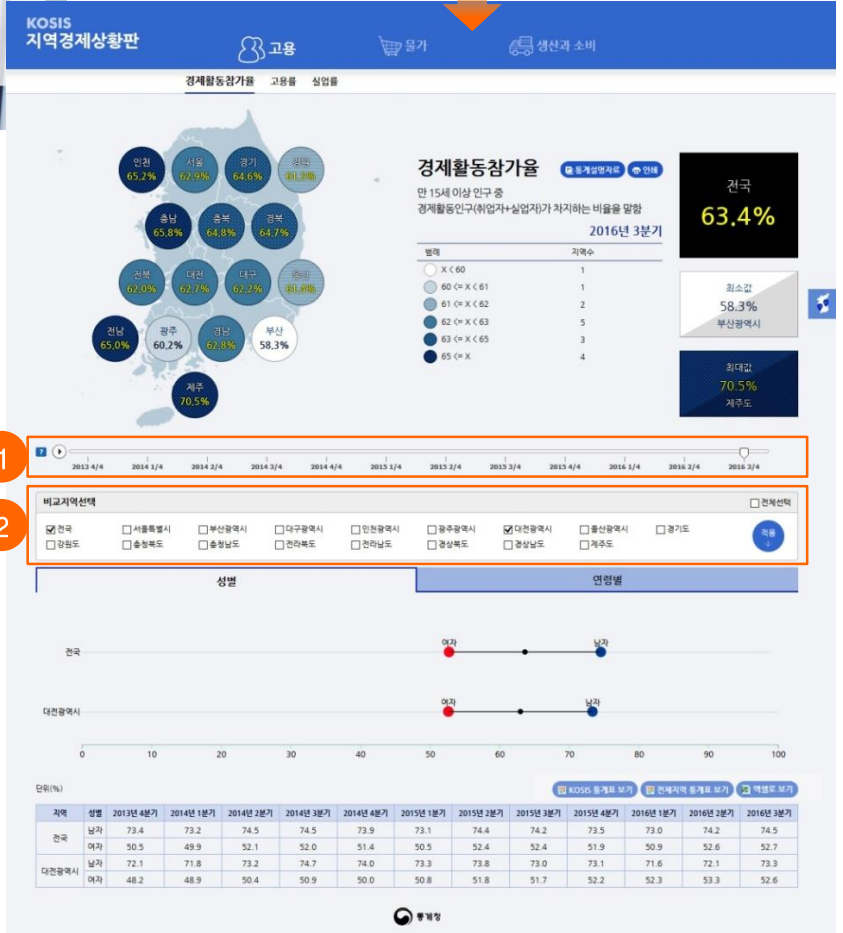 KOSIS
지역경제상황판
고용
물가
생산과 소비
경제활동참가율 고용률 실업률
인천 서울 경기 강원
65.2% 62.9% 64.6%
충남 충북 경북
65.8% 64.8% 64.7%
전북 대전 대구 울산
62.0% 62.7% 62.2% 61.4%
전남 광주 경남 부산
65.0% 60.2% 62.8% 58.3%
제주
70.5%
경제활동참가율
통계설명자료 인쇄
만 15세 이상 인구 중
경제활동인구(취업자+실업자)가 차지하는 비율을 말함
2016년 3분기
범례 지역수
X < 60 1
60 <= X < 61 1
61 <= X < 62 2
62 <= X < 63 5
63 <= X < 65 3
65 <= X 4
전국
63.4%
최소값
58.3%
부산광역시
최대값
70.5%
제주도
1
?
2013 4/4 2014 1/4 2014 2/4 2014 3/4 2014 4/4 2015 1/4 2015 2/4 2015 3/4 2015 4/4 2016 1/4 2016 2/4 2016 3/4
2
비교지역선택 전체선택
전국 서울특별시 부산광역시 대구광역시 인천광역시 광주광역시 대전광역시 울산광역시 경기도
강원도 충청북도 충청남도 전라북도 전라남도 경상북도 경상남도 제주도
적용
↓
성별 연령별
여자 남자
전국
여자 남자
대전광역시
0 10 20 30 40 50 60 70 80 90 100
단위(%)
KOSIS 통계표 보기 전체지역 통계표 보기 엑셀로 보기
지역 성별 2013년 4분기 2014년 1분기 2014년 2분기 2014년 3분기 2014년 4분기 2015년 1분기 2015년 2분기 2015년 3분기 2015년 4분기 2016년 1분기 2016년 2분기 2016년 3분기
전국 남자 73.4 73.2 74.5 74.5 73.9 73.1 74.4 74.2 73.5 73.0 74.2 74.5
여자 50.5 49.9 52.1 52.0 51.4 50.5 52.4 52.4 51.9 50.9 52.6 52.7
대전광역시 남자 72.1 71.8 73.2 74.7 74.0 73.3 73.8 73.0 73.1 71.6 72.1 73.3
여자 48.2 48.9 50.4 50.9 50.0 50.8 51.8 51.7 52.2 52.3 53.3 52.6
통계청